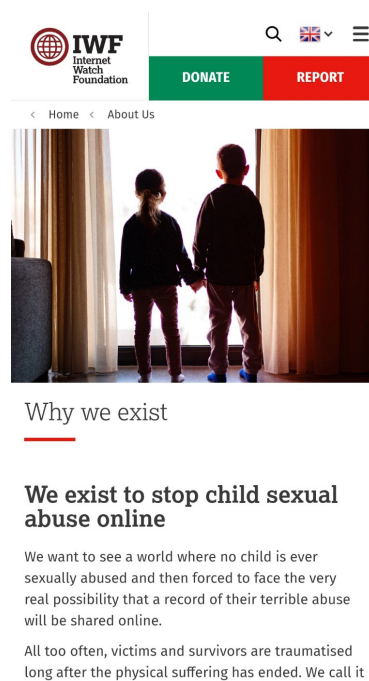 IWF
Internet
Watch
Foundation
DONATE
REPORT
< Home < About Us
Why we exist
We exist to stop child sexual
abuse online
We want to see a world where no child is ever
sexually abused and then forced to face the very
real possibility that a record of their terrible abuse
will be shared online.
All too often, victims and survivors are traumatised
long after the physical suffering has ended. We call it